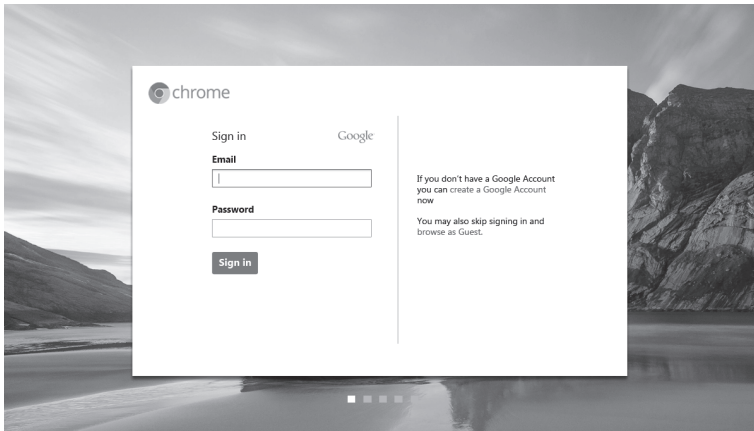 chrome
Sign in
Google
Email
Password
Sign in
If you don't have a Google Account
you can create a Google Account
now
You may also skip signing in and
browse as Guest.